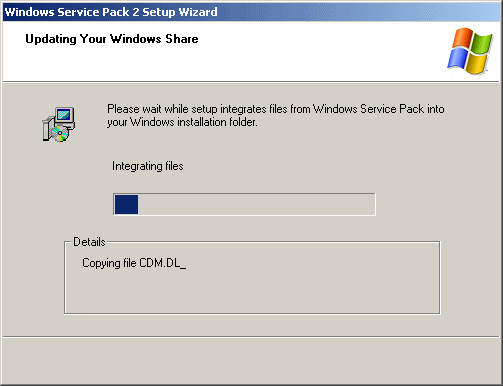 Windows Service Pack 2 Setup Wizard
Updating Your Windows Share
Please wait while setup integrates files from Windows Service Pack into
your Windows installation folder.
Integrating files
Details
Copying file CDM.DL_